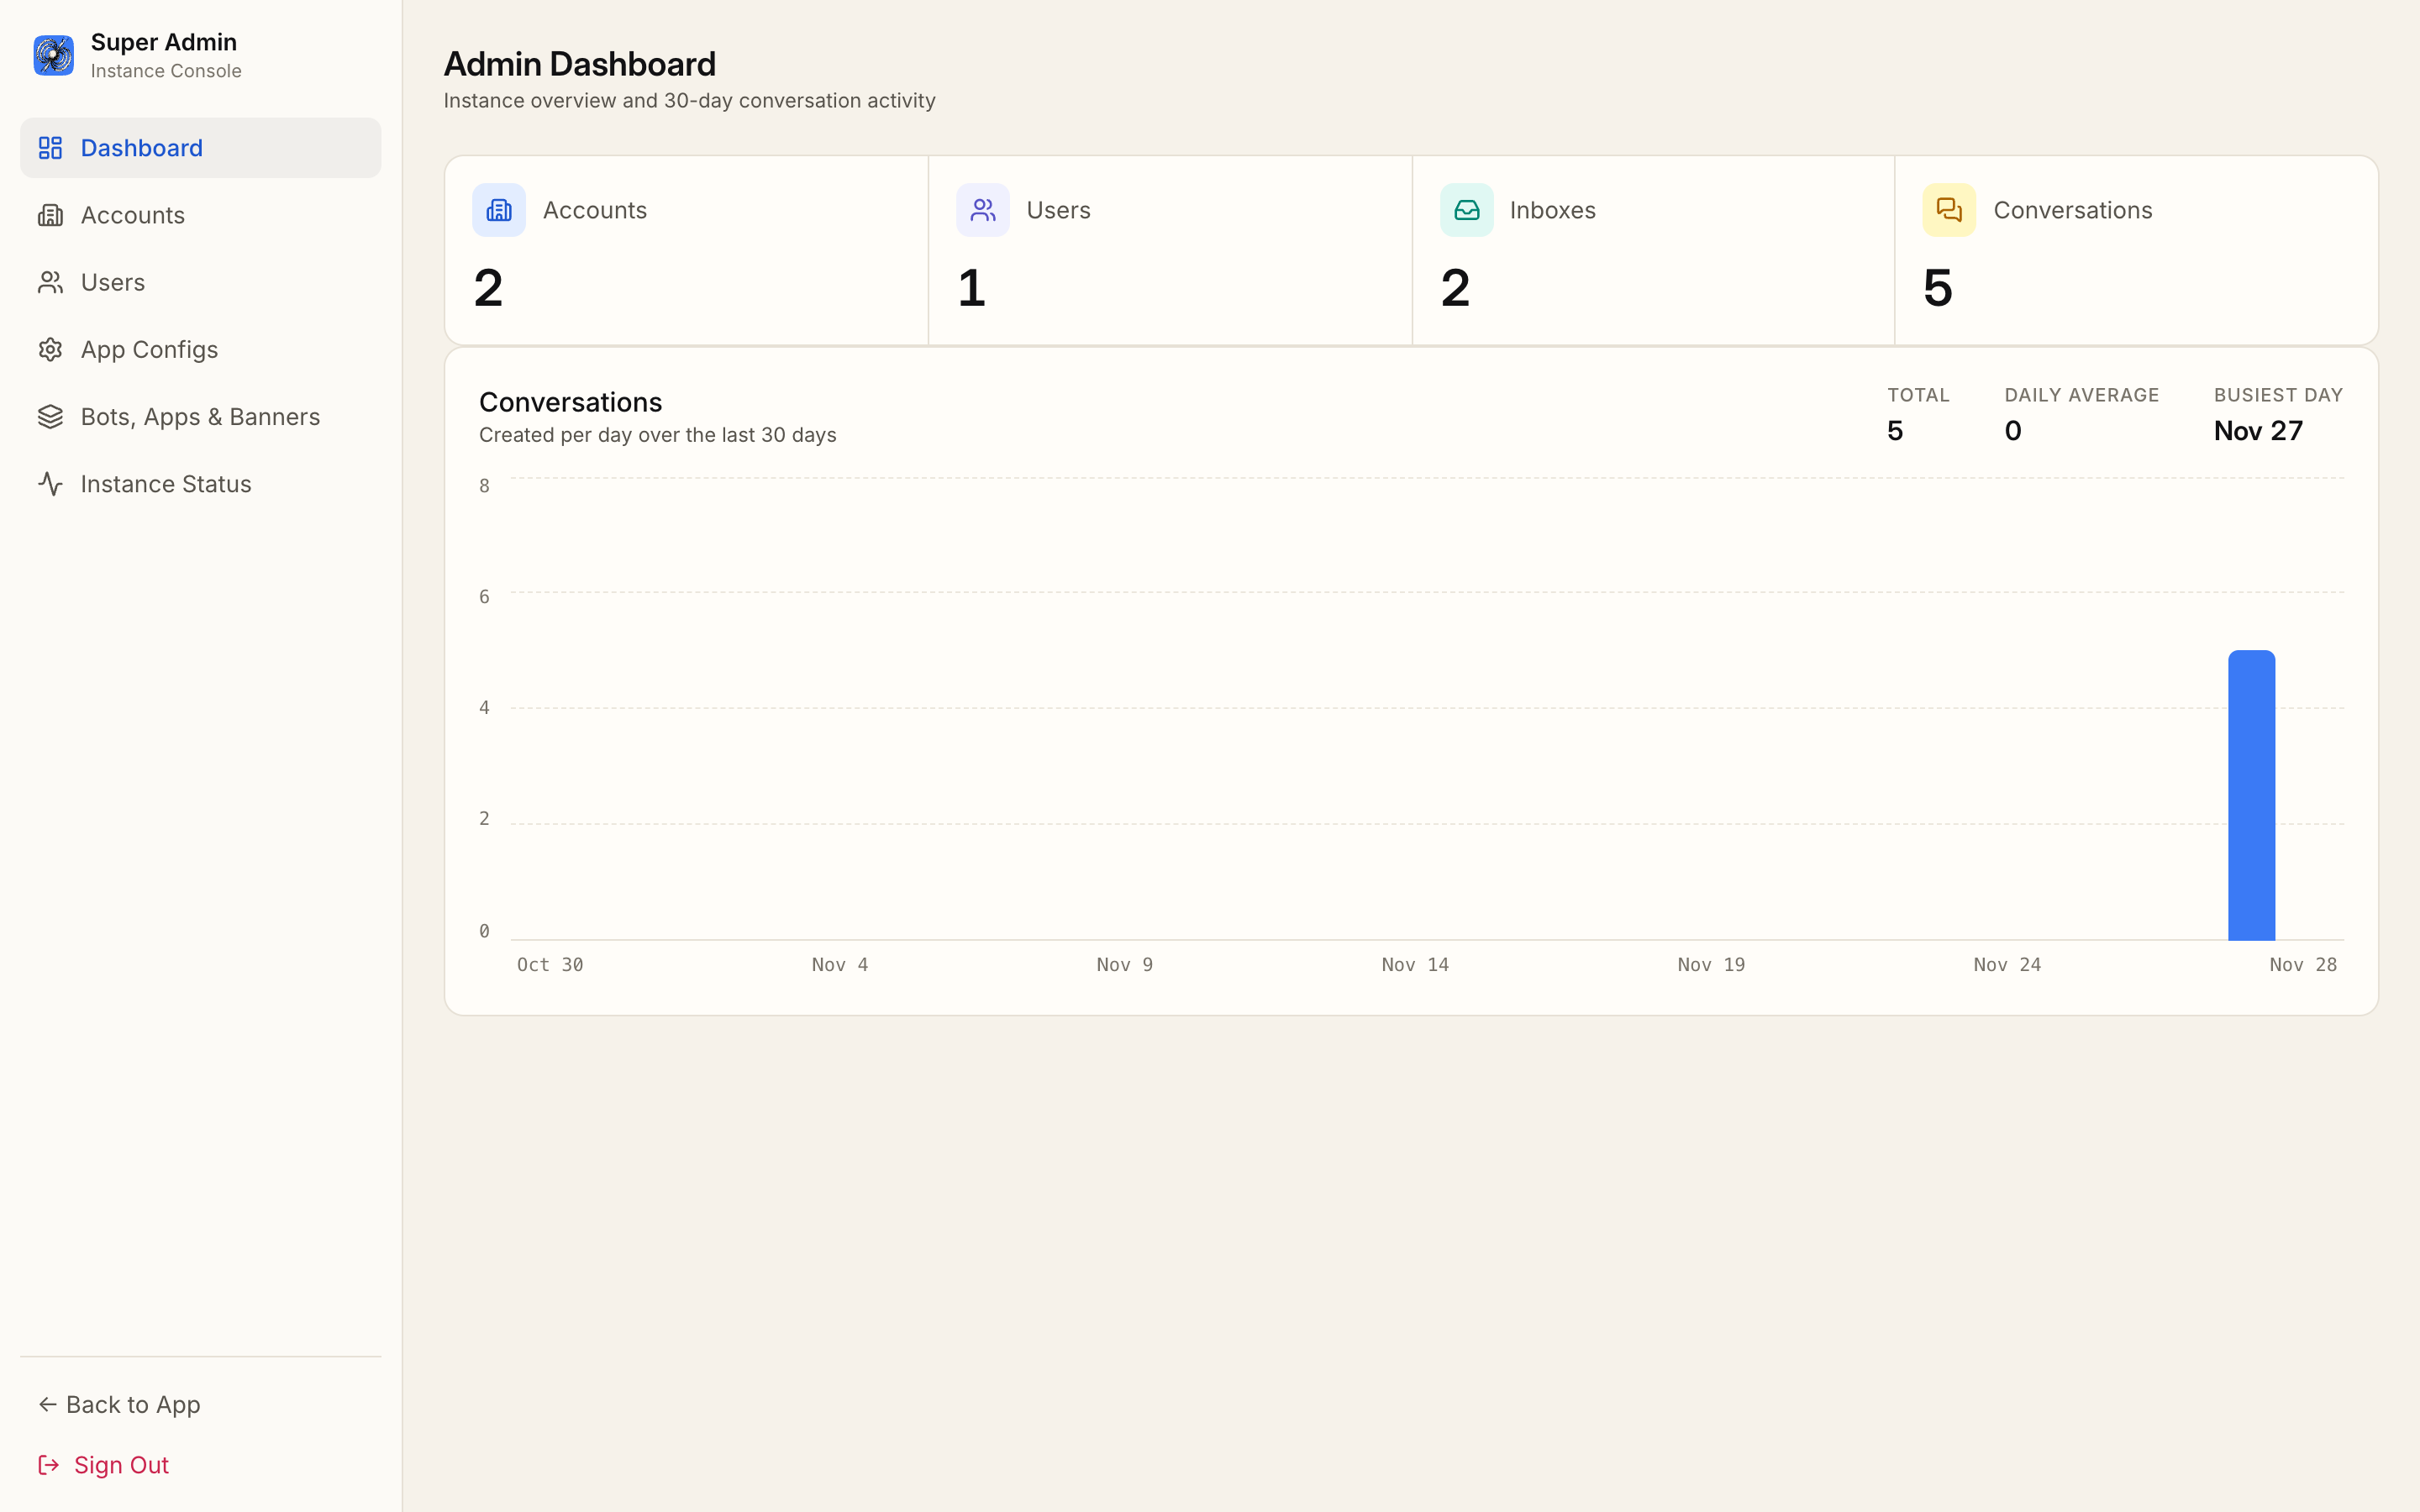 Super Admin
Instance Console
Dashboard
Accounts
Users
App Configs
Bots, Apps & Banners
Instance Status
Back to App
Sign Out
Admin Dashboard
Instance overview and 30-day conversation activity
Accounts
2
Users
1
Inboxes
2
Conversations
5
Conversations
Created per day over the last 30 days
TOTAL
5
DAILY AVERAGE
0
BUSIEST DAY
Nov 27
8
6
4
2
0
Oct 30 Nov 4 Nov 9 Nov 14 Nov 19 Nov 24 Nov 28